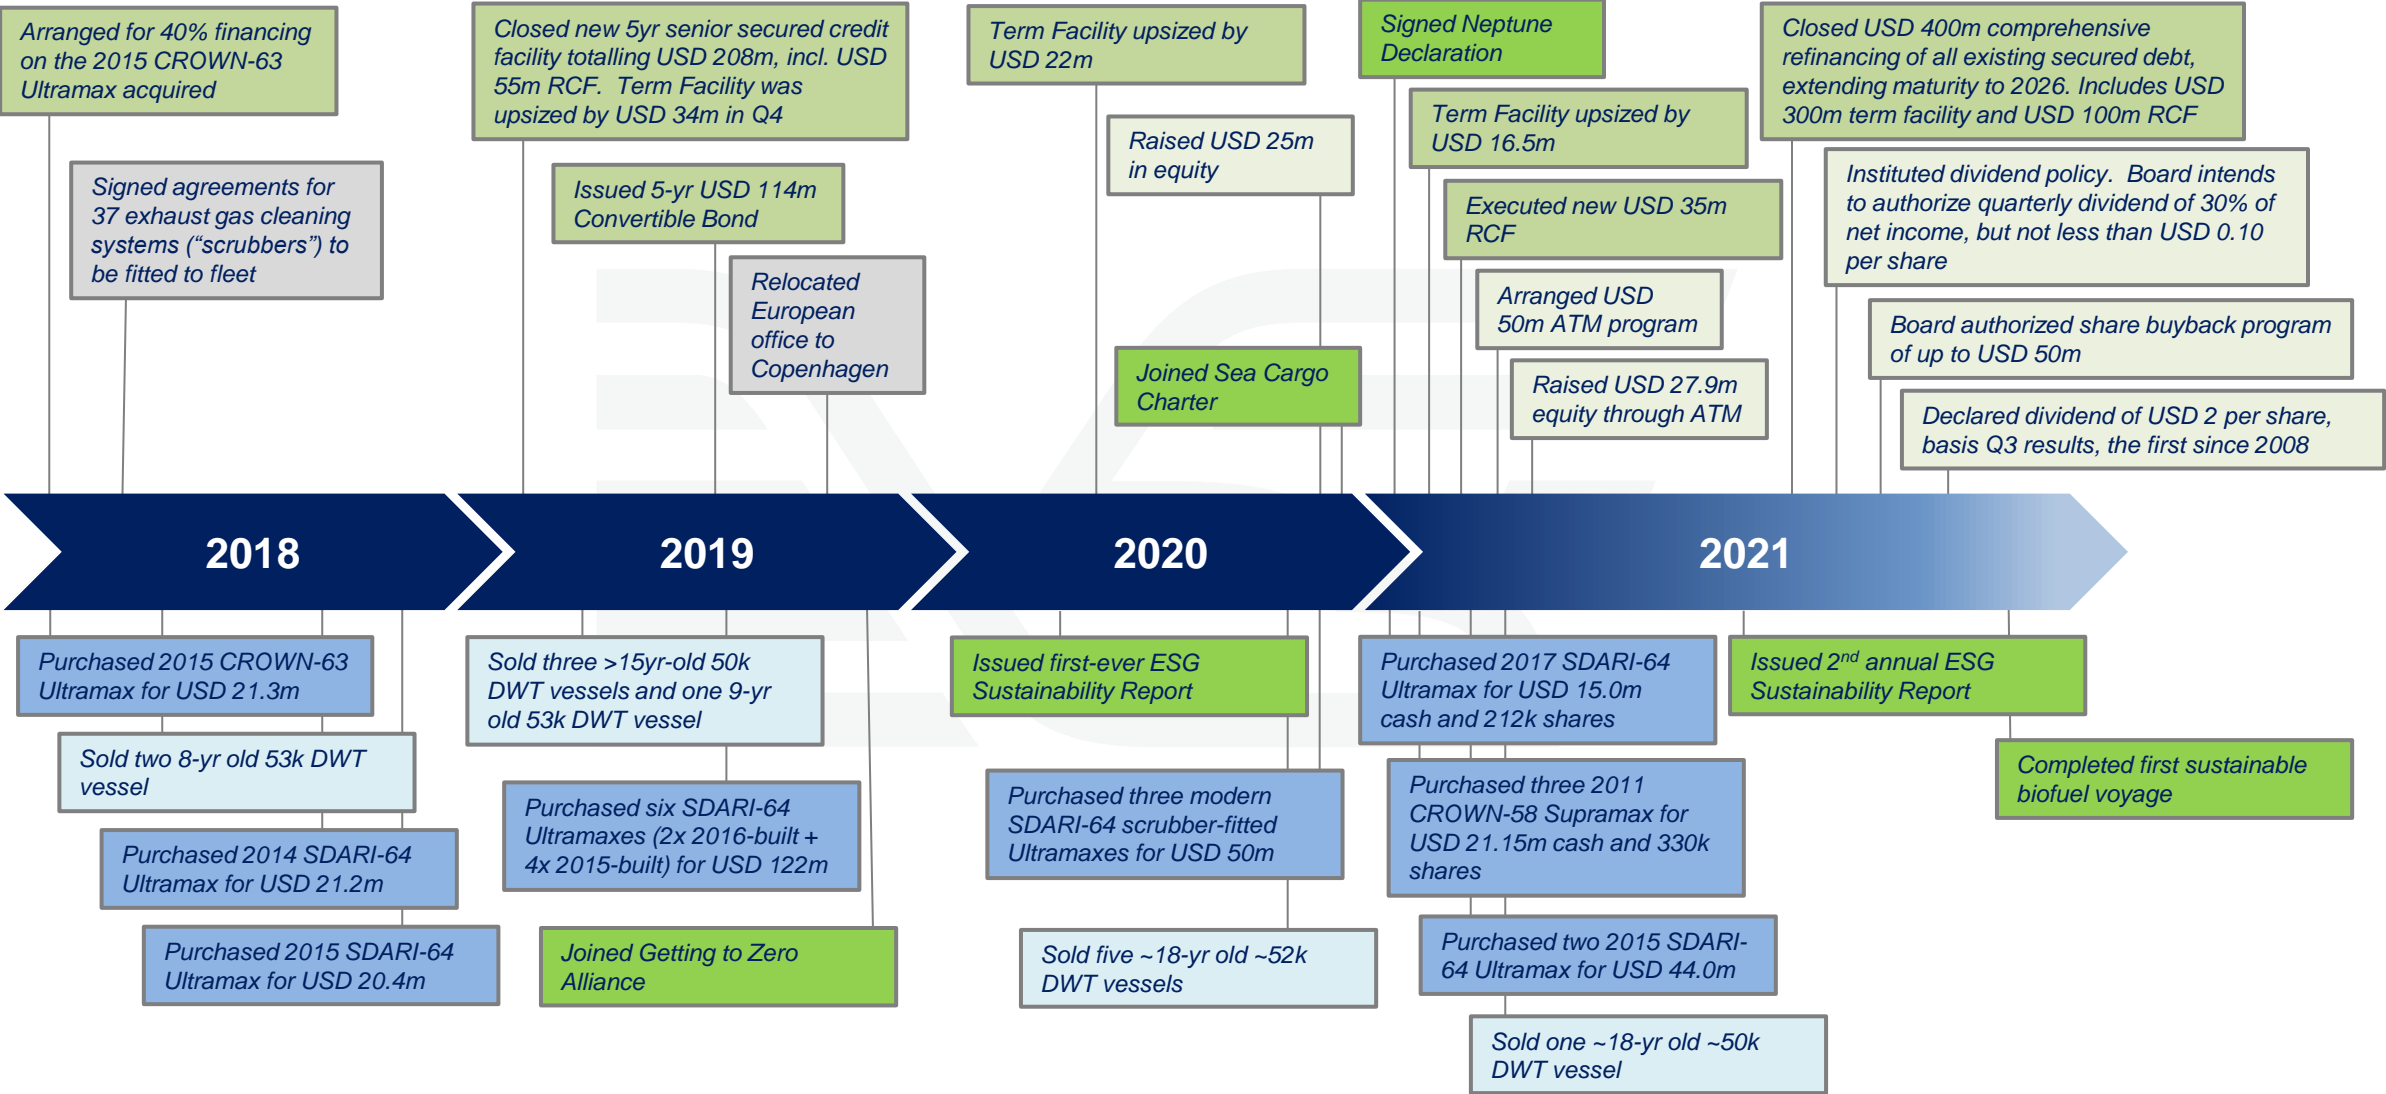 Arranged for 40% financing
on the 2015 CROWN-63
Ultramax acquired
Signed agreements for
37 exhaust gas cleaning
systems (“scrubbers”) to
be fitted to fleet
Closed new 5yr senior secured credit
facility totalling USD 208m, incl. USD
55m RCF.  Term Facility was
upsized by USD 34m in Q4
Issued 5-yr USD 114m
Convertible Bond
Relocated
European
office to
Copenhagen
Term Facility upsized by
USD 22m
Raised USD 25m
in equity
Joined Sea Cargo
Charter
Signed Neptune
Declaration
Term Facility upsized by
USD 16.5m
Executed new USD 35m
RCF
Arranged USD
50m ATM program
Raised USD 27.9m
equity through ATM
Closed USD 400m comprehensive
refinancing of all existing secured debt,
extending maturity to 2026. Includes USD
300m term facility and USD 100m RCF
Instituted dividend policy.  Board intends
to authorize quarterly dividend of 30% of
net income, but not less than USD 0.10
per share
Board authorized share buyback program
of up to USD 50m
Declared dividend of USD 2 per share,
basis Q3 results, the first since 2008
2018
2019
2020
2021
Purchased 2015 CROWN-63
Ultramax for USD 21.3m
Sold two 8-yr old 53k DWT
vessel
Purchased 2014 SDARI-64
Ultramax for USD 21.2m
Purchased 2015 SDARI-64
Ultramax for USD 20.4m
Sold three >15yr-old 50k
DWT vessels and one 9-yr
old 53k DWT vessel
Purchased six SDARI-64
Ultramaxes (2x 2016-built +
4x 2015-built) for USD 122m
Joined Getting to Zero
Alliance
Issued first-ever ESG
Sustainability Report
Purchased three modern
SDARI-64 scrubber-fitted
Ultramaxes for USD 50m
Sold five ~18-yr old ~52k
DWT vessels
Purchased 2017 SDARI-64
Ultramax for USD 15.0m
cash and 212k shares
Purchased three 2011
CROWN-58 Supramax for
USD 21.15m cash and 330k
shares
Purchased two 2015 SDARI-
64 Ultramax for USD 44.0m
Sold one ~18-yr old ~50k
DWT vessel
Issued 2nd annual ESG
Sustainability Report
Completed first sustainable
biofuel voyage